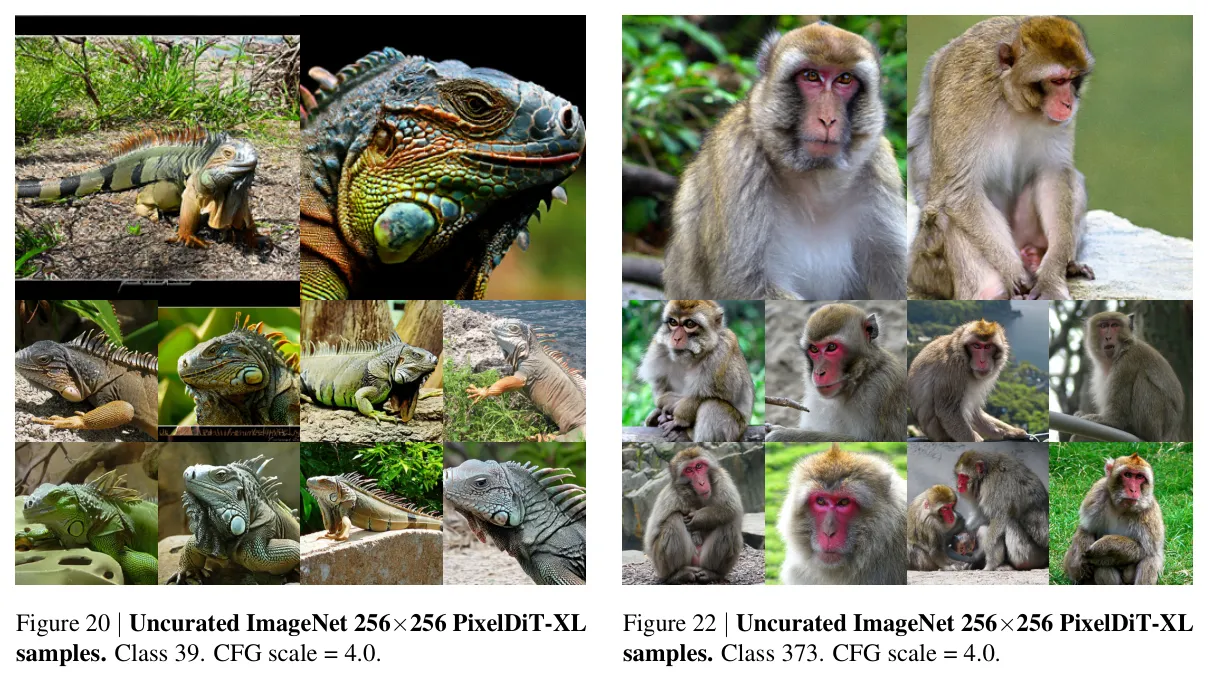 Figure 20 | Uncurated ImageNet 256×256 PixelDiT-XL
samples. Class 39. CFG scale = 4.0.
Figure 22 | Uncurated ImageNet 256×256 PixelDiT-XL
samples. Class 373. CFG scale = 4.0.